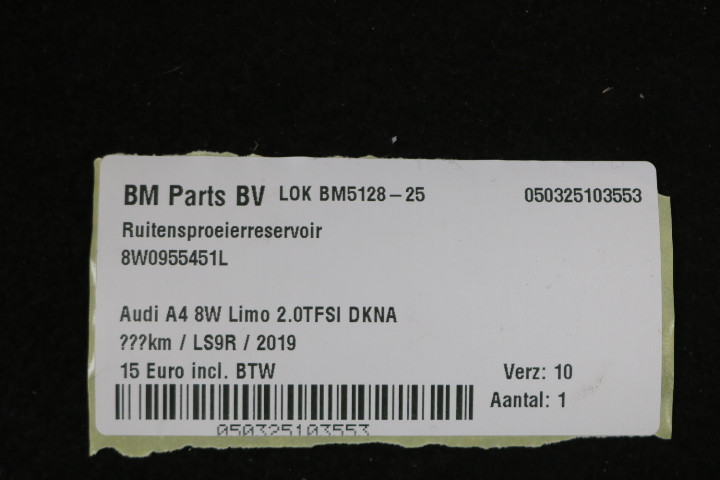 BM Parts BV LOK BM5128-25 050325103553
Ruitensproeierreservoir
8W0955451L
Audi A4 8W Limo 2.0TFSI DKNA
???km / LS9R / 2019
15 Euro incl. BTW Verz: 10
Aantal: 1
050325103553